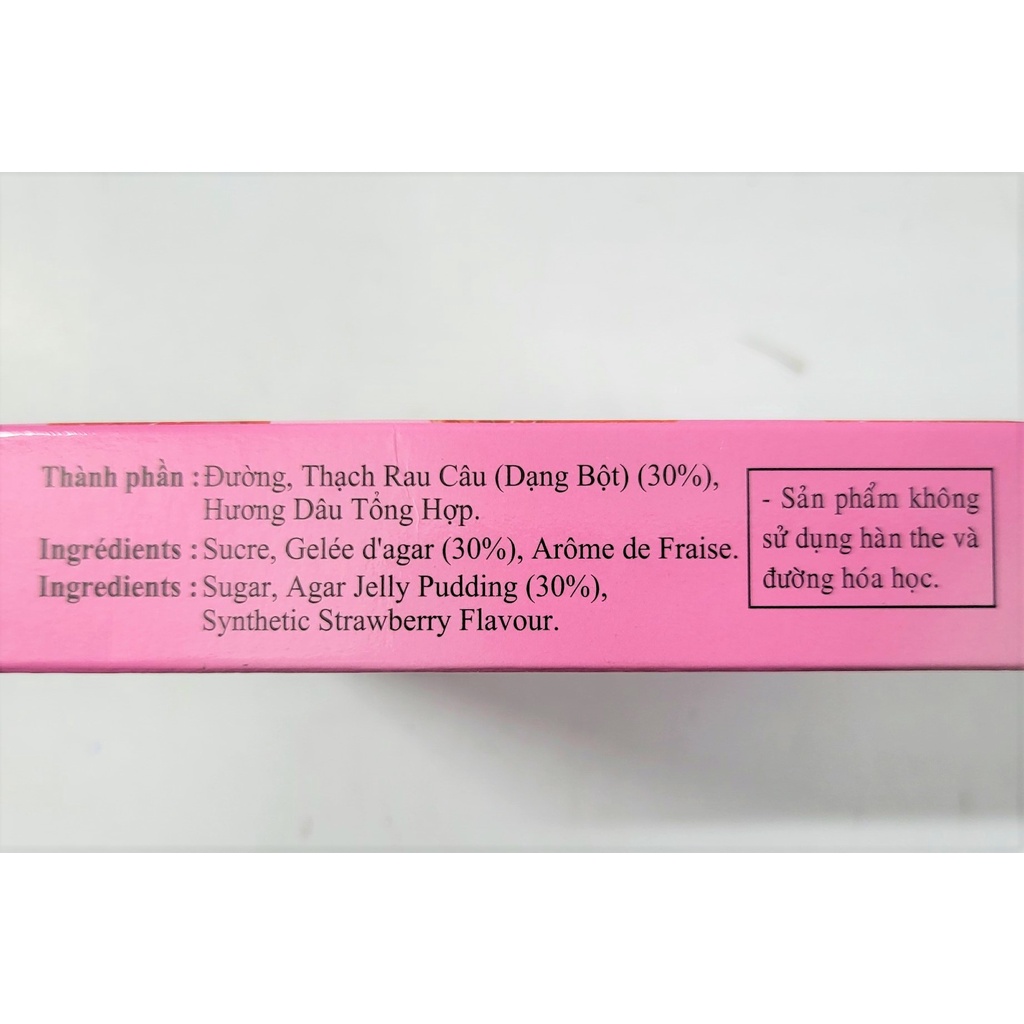 Thành phần : Đường, Thạch Rau Câu (Dạng Bột) (30%),
Hương Dâu Tổng Hợp.
Ingrédients : Sucre, Gelée d'agar (30%), Arôme de Fraise.
Ingredients : Sugar, Agar Jelly Pudding (30%),
Synthetic Strawberry Flavour.
- Sản phẩm không
sử dụng hàn the và
đường hóa học.